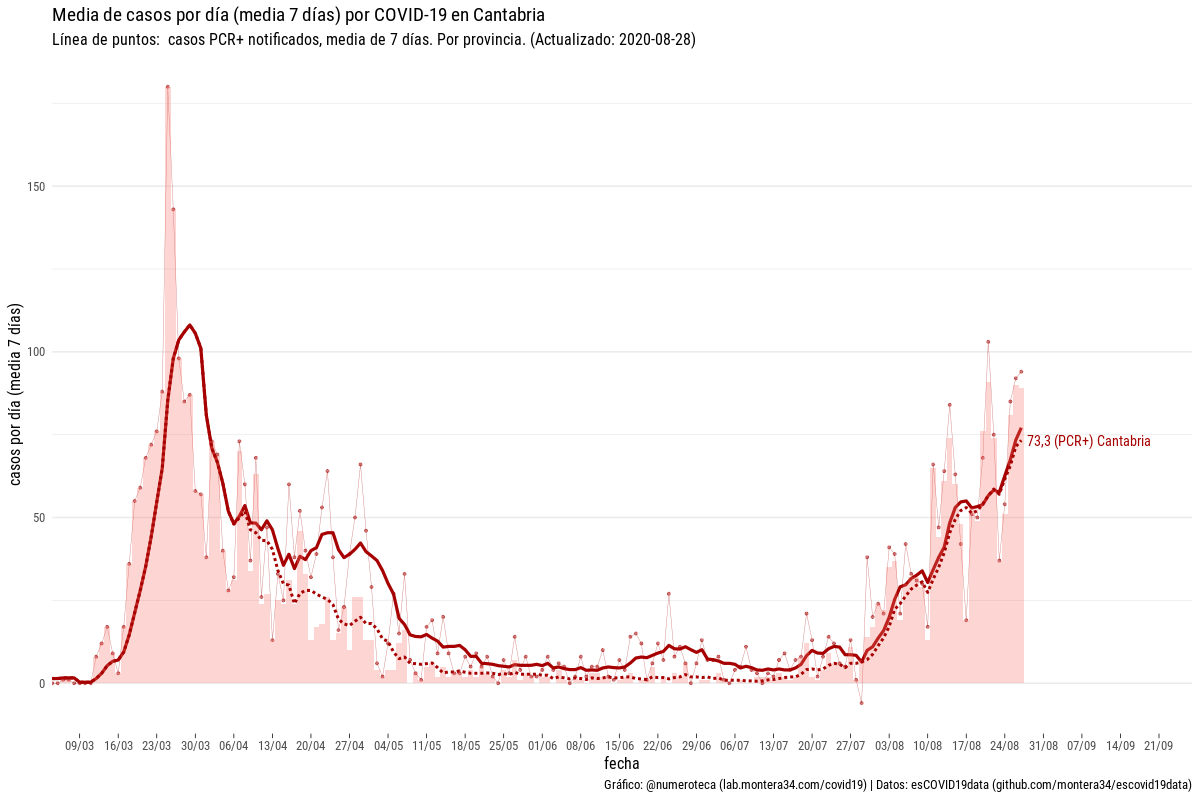 Media de casos por día (media 7 días) por COVID-19 en Cantabria
Línea de puntos:  casos PCR+ notificados, media de 7 días. Por provincia. (Actualizado: 2020-08-28)
casos por día (media 7 días)
150
100
50
0
73,3 (PCR+) Cantabria
09/03 16/03 23/03 30/03 06/04 13/04 20/04 27/04 04/05 11/05 18/05 25/05 01/06 08/06 15/06 22/06 29/06 06/07 13/07 20/07 27/07 03/08 10/08 17/08 24/08 31/08 07/09 14/09 21/09
fecha
Gráfico: @numeroteca (lab.montera34.com/covid19) | Datos: esCOVID19data (github.com/montera34/escovid19data)